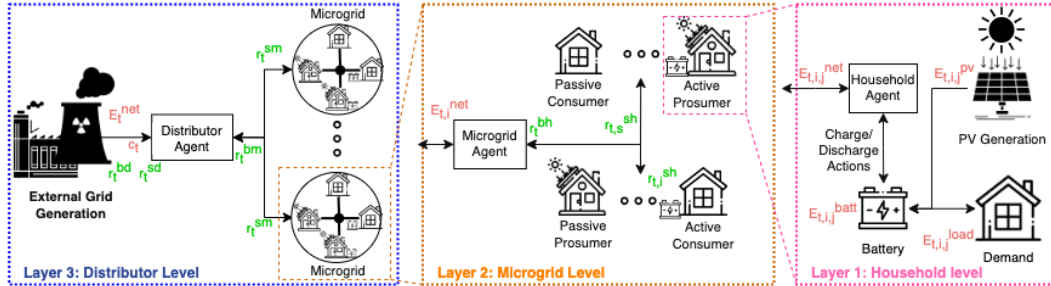 Microgrid
r_t^sm
E_t^net
c_t
r_t^bd r_t^sd
Distributor
Agent
r_t^bm
External Grid
Generation
r_t^sm
Microgrid
Layer 3: Distributor Level
Passive
Consumer
Active
Prosumer
E_t,i^net
Microgrid
Agent
r_t^bh
r_t,s^sh
r_t,i^sh
Passive
Prosumer
Active
Consumer
Layer 2: Microgrid Level
E_t,i,j^net
Household
Agent
E_t,i,j^pv
PV Generation
Charge/
Discharge
Actions
E_t,i,j^batt
Battery
E_t,i,j^load
Demand
Layer 1: Household level